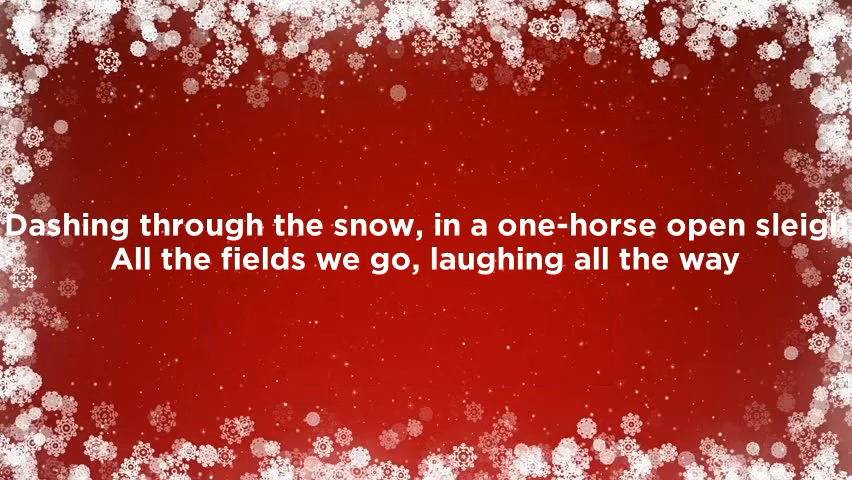 Dashing through the snow, in a one-horse open sleigh
All the fields we go, laughing all the way